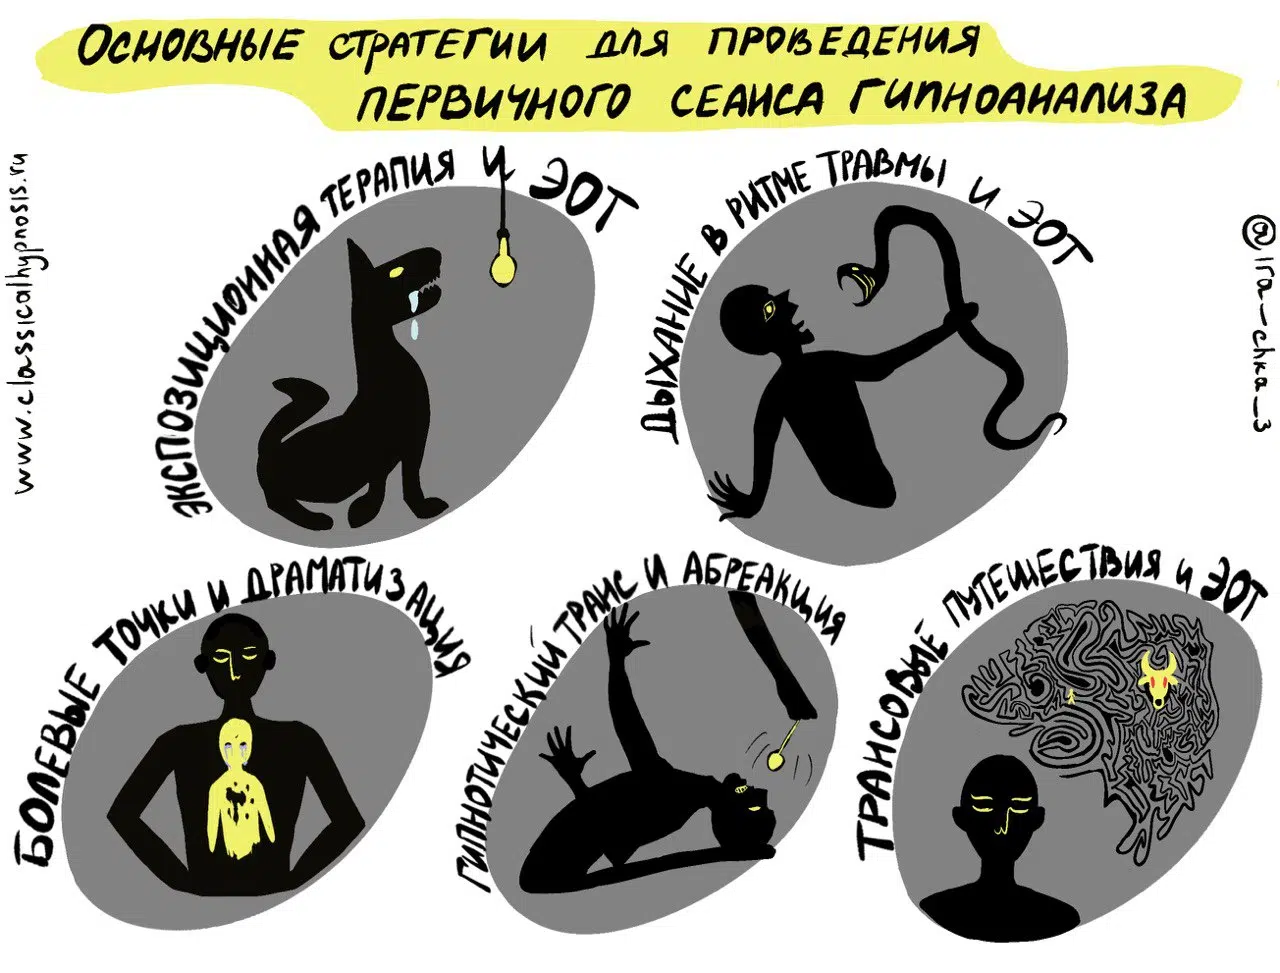 Основные стратегии для проведения
первичного сеанса гипноанализа
www.classicalhypnosis.ru
@ira_chka_3
Экспозиционная терапия и ЭОТ
Дыхание в ритме травмы и ЭОТ
Болевые точки и драматизация
Гипнотический транс и абреакция
Трансовые путешествия и ЭОТ